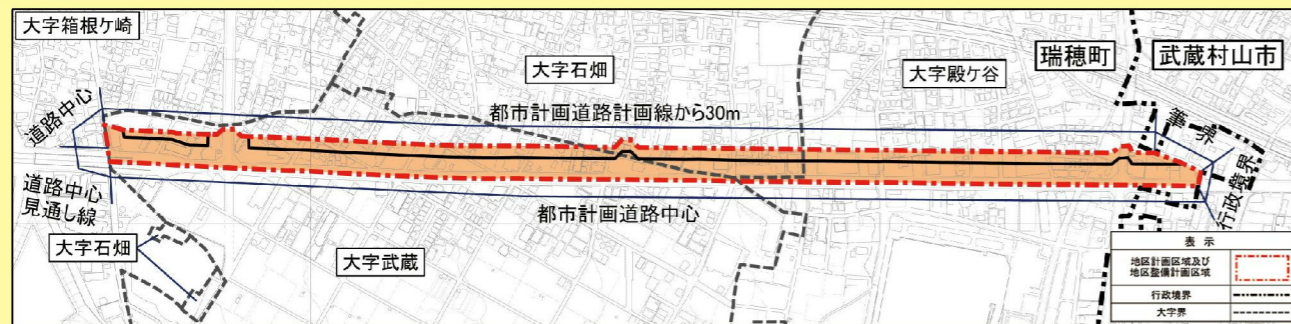 大字箱根ケ崎
大字石畑
大字殿ケ谷
瑞穂町
武蔵村山市
道路中心
都市計画道路計画線から30m
筆界
行政境界
道路中心
見通し線
都市計画道路中心
大字石畑
大字武蔵
表 示
地区計画区域及び
地区整備計画区域
行政境界
大字界